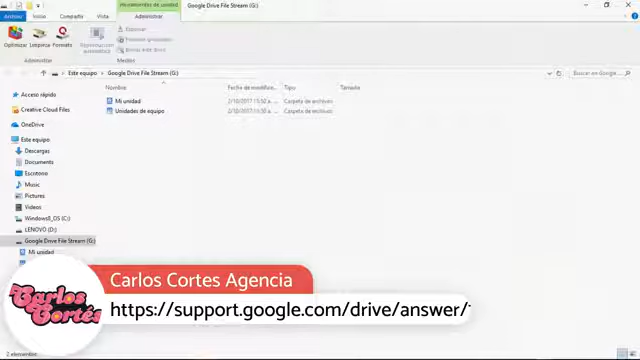 Herramientas de unidad
Google Drive File Stream (G:)
Archivo Inicio Compartir Vista Administrar
Optimizar Limpieza Formatea
Reproducción automática
Expulsar
Administrar Medios
Este equipo > Google Drive File Stream (G:)
Buscar en Google...
Nombre Fecha de modifica... Tipo Tamaño
Mi unidad Carpeta de archivos
Unidades de equipo Carpeta de archivos
Acceso rápido
Creative Cloud Files
OneDrive
Este equipo
Descargas
Documents
Escritorio
Music
Pictures
Videos
Windows8_OS (C:)
LENOVO (D:)
Google Drive File Stream (G:)
Mi unidad
Carlos Cortes Agencia
Carlos Cortés
https://support.google.com/drive/answer/
2 elementos